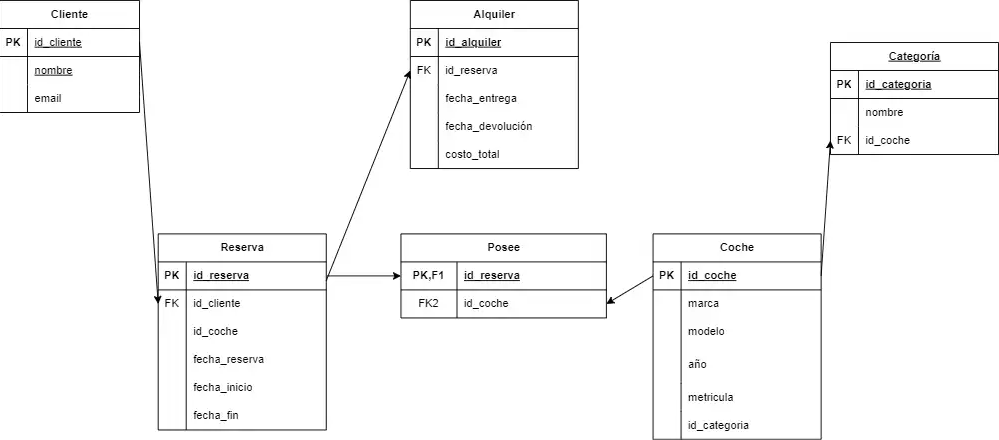 Cliente
PK id_cliente
nombre
email
Alquiler
PK id_alquiler
FK id_reserva
fecha_entrega
fecha_devolución
costo_total
Categoría
PK id_categoria
nombre
FK id_coche
Reserva
PK id_reserva
FK id_cliente
id_coche
fecha_reserva
fecha_inicio
fecha_fin
Posee
PK,F1 id_reserva
FK2 id_coche
Coche
PK id_coche
marca
modelo
año
metricula
id_categoria